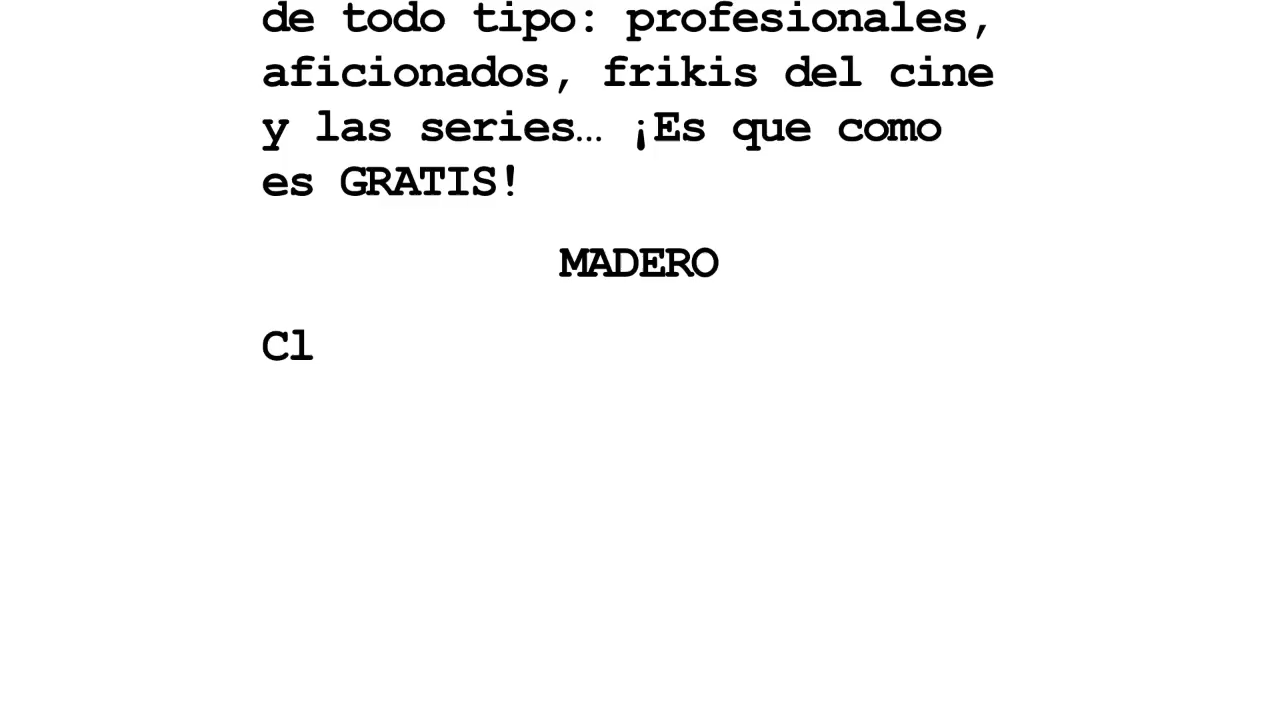 de todo tipo: profesionales,
aficionados, frikis del cine
y las series… ¡Es que como
es GRATIS!
MADERO
Cl